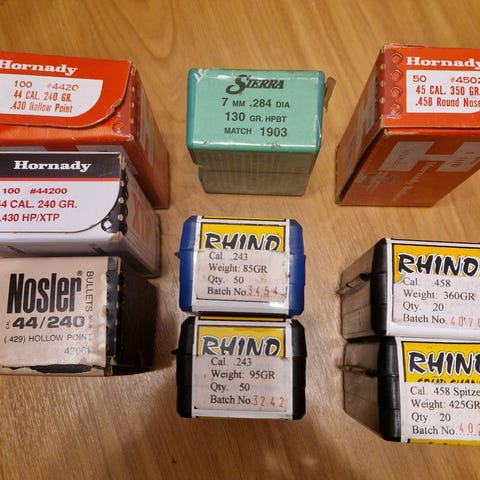 Hornady
100 #4420
44 CAL. 240 GR.
.430 Hollow Point
Hornady
100 #44200
44 CAL. 240 GR.
.430 HP/XTP
Nosler®
BULLETS
44/240
(.429) HOLLOW POINT
SIERRA
7 MM .284 DIA
130 GR. HPBT
MATCH 1903
RHINO
Cal. .243
Weight: 85GR
Qty. 50
Batch No.
RHINO
Cal. .243
Weight: 95GR
Qty. 50
Batch No. 3242
Hornady
50 #4502
45 CAL. 350 GR.
.458 Round Nose
RHINO
Cal. .458
Weight: 360GR
Qty. 20
Batch No.
RHINO
Cal. .458 Spitze
Weight: 425GR
Qty. 20
Batch No.